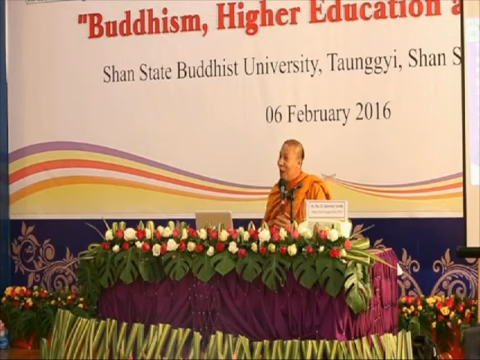 "Buddhism, Higher Education a
Shan State Buddhist University, Taunggyi, Shan S
06 February 2016